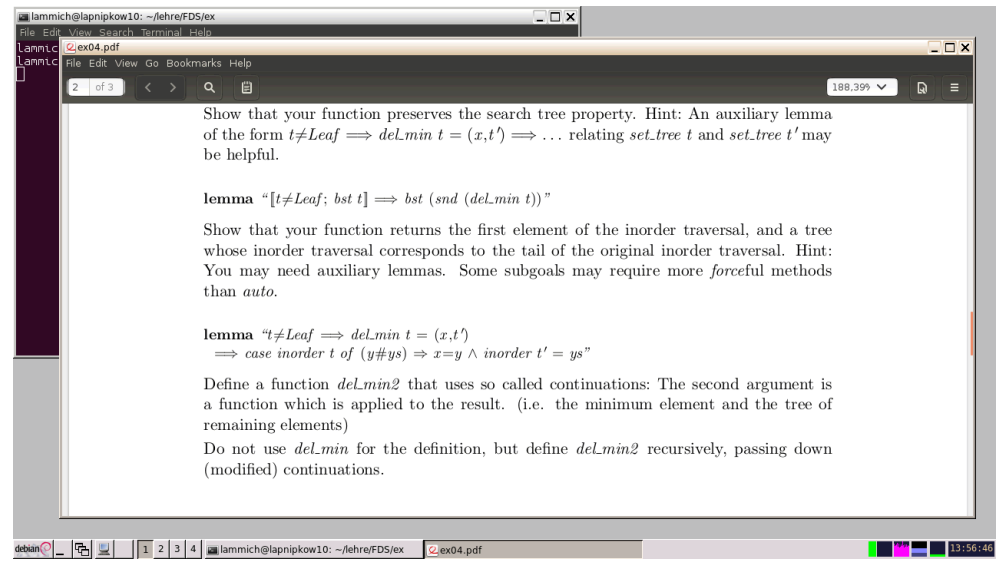 lammich@lapnipkow10: ~/lehre/FDS/ex
File Edit View Search Terminal Help
lammic
lammic
ex04.pdf
File Edit View Go Bookmarks Help
2 of 3
188,39%
Show that your function preserves the search tree property. Hint: An auxiliary lemma
of the form t≠Leaf ⟹ del_min t = (x,t′) ⟹ ... relating set_tree t and set_tree t′ may
be helpful.
lemma “⟦t≠Leaf; bst t⟧ ⟹ bst (snd (del_min t))”
Show that your function returns the first element of the inorder traversal, and a tree
whose inorder traversal corresponds to the tail of the original inorder traversal. Hint:
You may need auxiliary lemmas. Some subgoals may require more forceful methods
than auto.
lemma “t≠Leaf ⟹ del_min t = (x,t′)
⟹ case inorder t of (y#ys) ⇒ x=y ∧ inorder t′ = ys”
Define a function del_min2 that uses so called continuations: The second argument is
a function which is applied to the result. (i.e. the minimum element and the tree of
remaining elements)
Do not use del_min for the definition, but define del_min2 recursively, passing down
(modified) continuations.
debian 1 2 3 4 lammich@lapnipkow10: ~/lehre/FDS/ex ex04.pdf 13:56:46